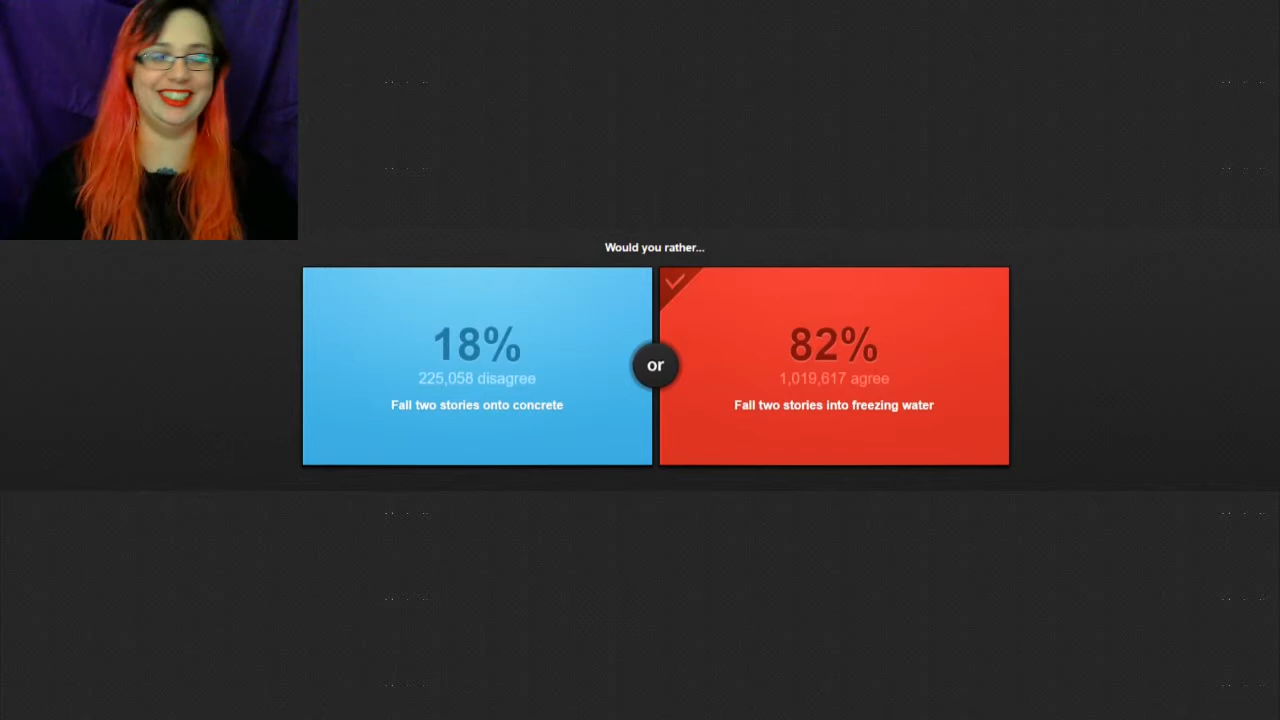 Would you rather...
18%
225,058 disagree
Fall two stories onto concrete
or
82%
1,019,617 agree
Fall two stories into freezing water